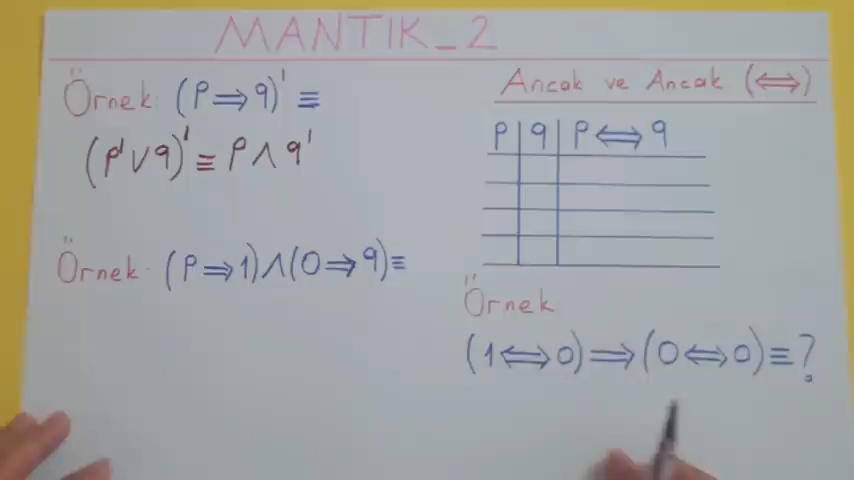 MANTIK_2
Örnek: (P⇒q)'≡
(p'∨q)'≡p∧q'
Örnek: (P⇒1)∧(0⇒q)≡
Ancak ve Ancak (⇔)
P q P⇔q
Örnek
(1⇔0)⇒(0⇔0)≡?